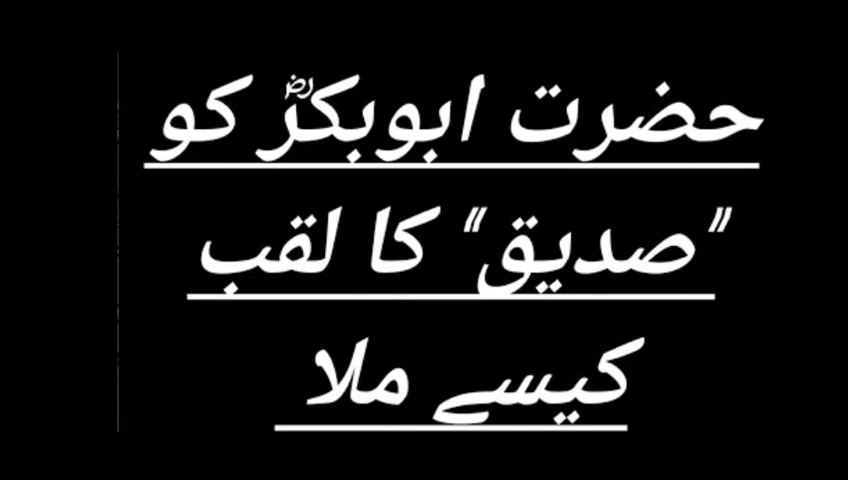 حضرت ابوبکرؓ کو
"صدیق" کا لقب
کیسے ملا